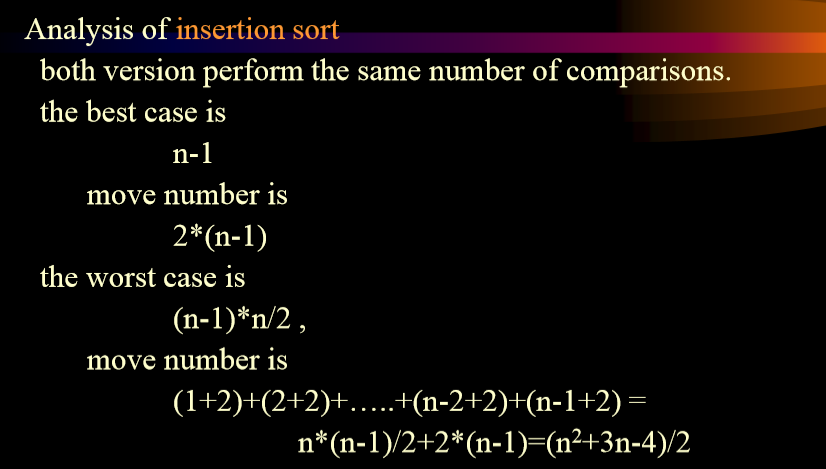 Analysis of insertion sort
both version perform the same number of comparisons.
the best case is
n-1
move number is
2*(n-1)
the worst case is
(n-1)*n/2 ,
move number is
(1+2)+(2+2)+…..+(n-2+2)+(n-1+2) =
n*(n-1)/2+2*(n-1)=(n²+3n-4)/2